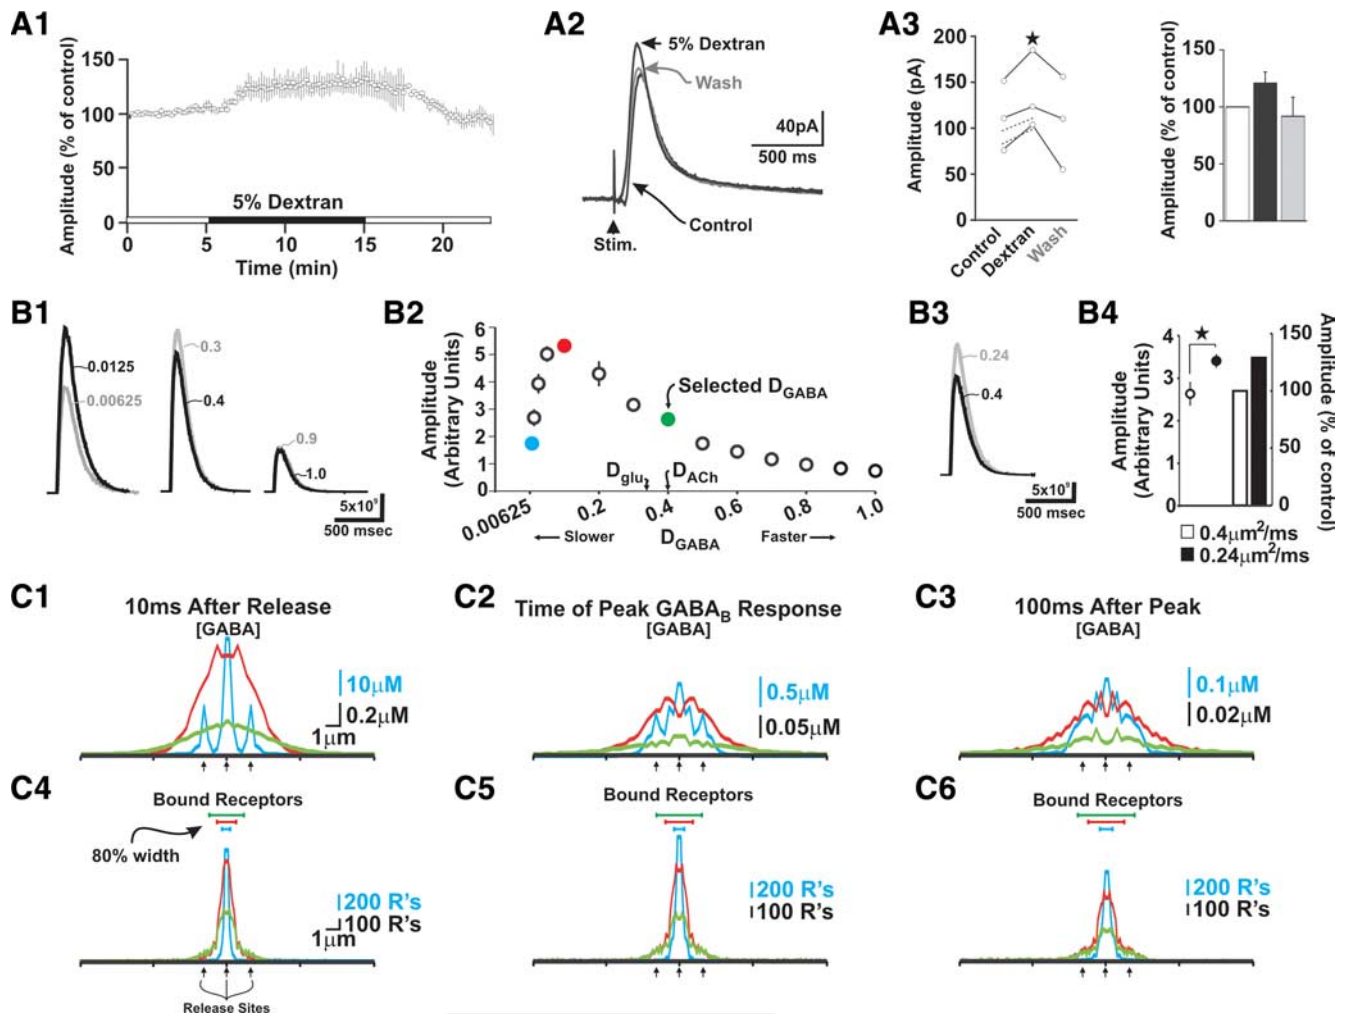 A1
Amplitude (% of control)
150
100
50
0
5% Dextran
0
5
10
15
20
Time (min)
A2
5% Dextran
Wash
40pA
500 ms
Control
Stim.
A3
Amplitude (pA)
200
150
100
50
0
Control
Dextran
Wash
★
Amplitude (% of control)
150
100
50
0
B1
0.0125
0.00625
0.3
0.4
0.9
1.0
5x10⁹
500 msec
B2
Amplitude
(Arbitrary Units)
6
5
4
3
2
1
0
Selected D_GABA
D_glu
D_ACh
0.00625
0.2
0.4
0.6
0.8
1.0
← Slower
D_GABA
Faster →
B3
0.24
0.4
5x10⁹
500 msec
B4
Amplitude
(Arbitrary Units)
4
3
2
1
0
★
150
100
50
0
Amplitude (% of control)
0.4μm²/ms
0.24μm²/ms
C1
10ms After Release
[GABA]
10μM
0.2μM
1μm
C2
Time of Peak GABA_B Response
[GABA]
0.5μM
0.05μM
C3
100ms After Peak
[GABA]
0.1μM
0.02μM
C4
Bound Receptors
80% width
200 R's
100 R's
1μm
Release Sites
C5
Bound Receptors
200 R's
100 R's
C6
Bound Receptors
200 R's
100 R's